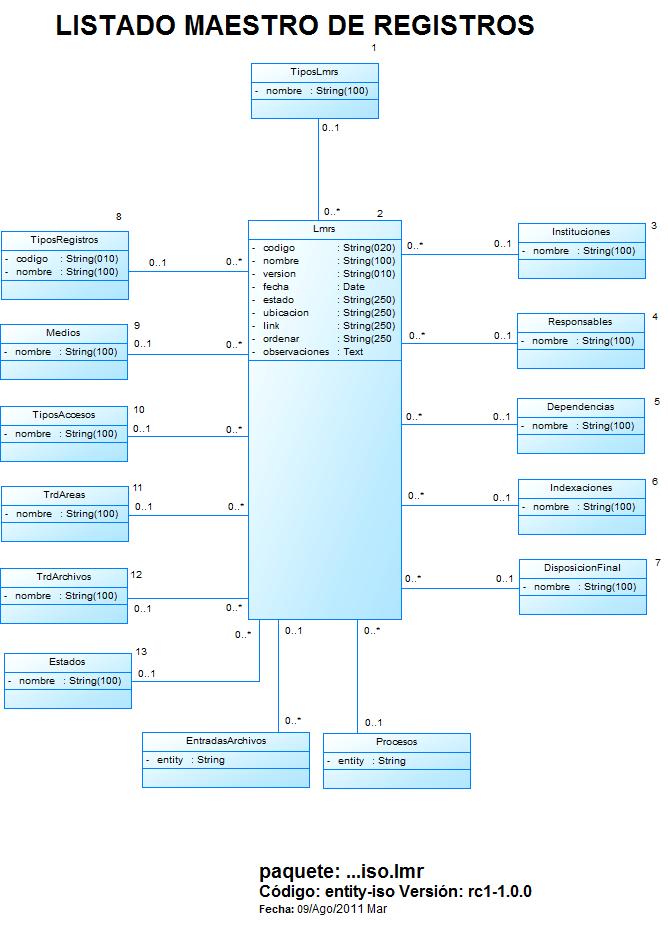 LISTADO MAESTRO DE REGISTROS
1
TiposLmrs
- nombre : String(100)
0..1
0..*
2
Lmrs
- codigo : String(020)
- nombre : String(100)
- version : String(010)
- fecha : Date
- estado : String(250)
- ubicacion : String(250)
- link : String(250)
- ordenar : String(250
- observaciones : Text
8
TiposRegistros
- codigo : String(010)
- nombre : String(100)
0..1
0..*
9
Medios
- nombre : String(100)
0..1
0..*
10
TiposAccesos
- nombre : String(100)
0..1
0..*
11
TrdAreas
- nombre : String(100)
0..1
0..*
12
TrdArchivos
- nombre : String(100)
0..1
0..*
13
Estados
- nombre : String(100)
0..1
0..*
3
Instituciones
- nombre : String(100)
0..*
0..1
4
Responsables
- nombre : String(100)
0..*
0..1
5
Dependencias
- nombre : String(100)
0..*
0..1
6
Indexaciones
- nombre : String(100)
0..*
0..1
7
DisposicionFinal
- nombre : String(100)
0..*
0..1
0..1
0..*
EntradasArchivos
- entity : String
0..*
0..1
Procesos
- entity : String
paquete: ...iso.lmr
Código: entity-iso Versión: rc1-1.0.0
Fecha: 09/Ago/2011 Mar